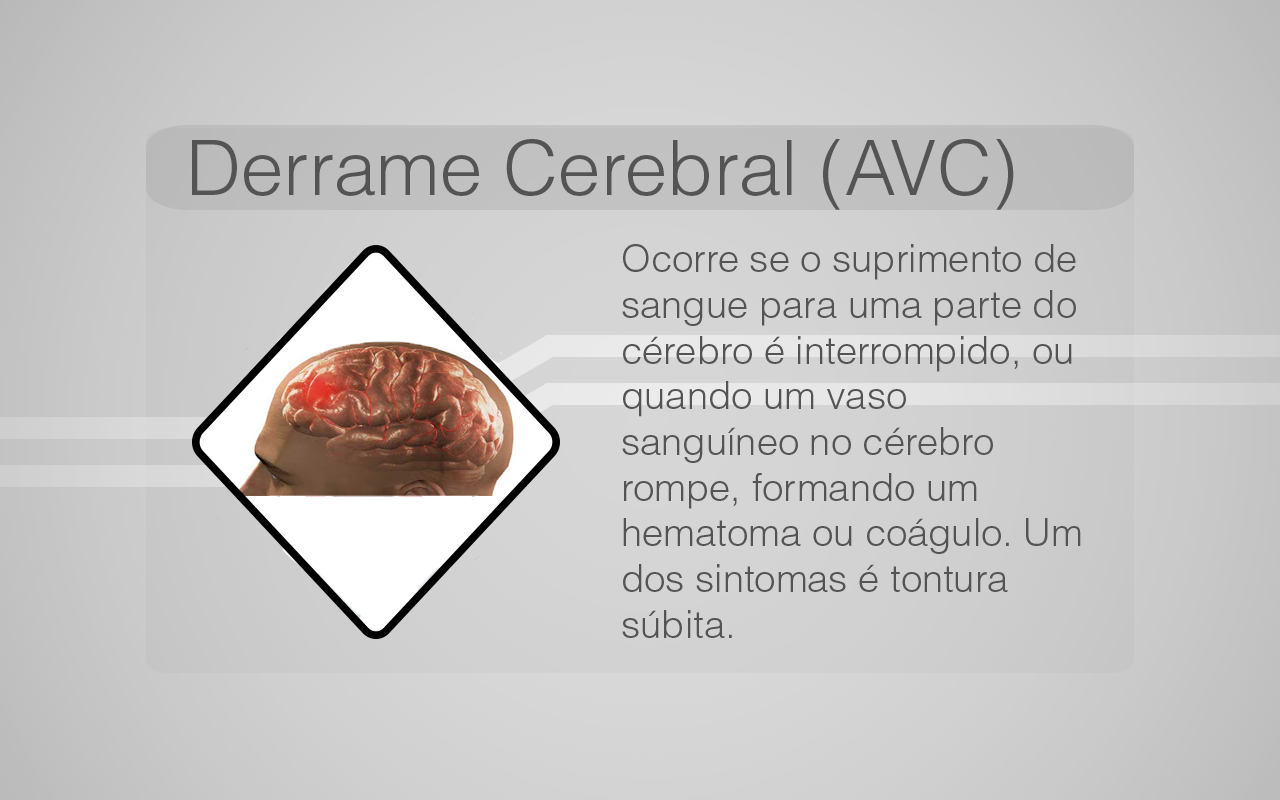 Derrame Cerebral (AVC)
Ocorre se o suprimento de
sangue para uma parte do
cérebro é interrompido, ou
quando um vaso
sanguíneo no cérebro
rompe, formando um
hematoma ou coágulo. Um
dos sintomas é tontura
súbita.